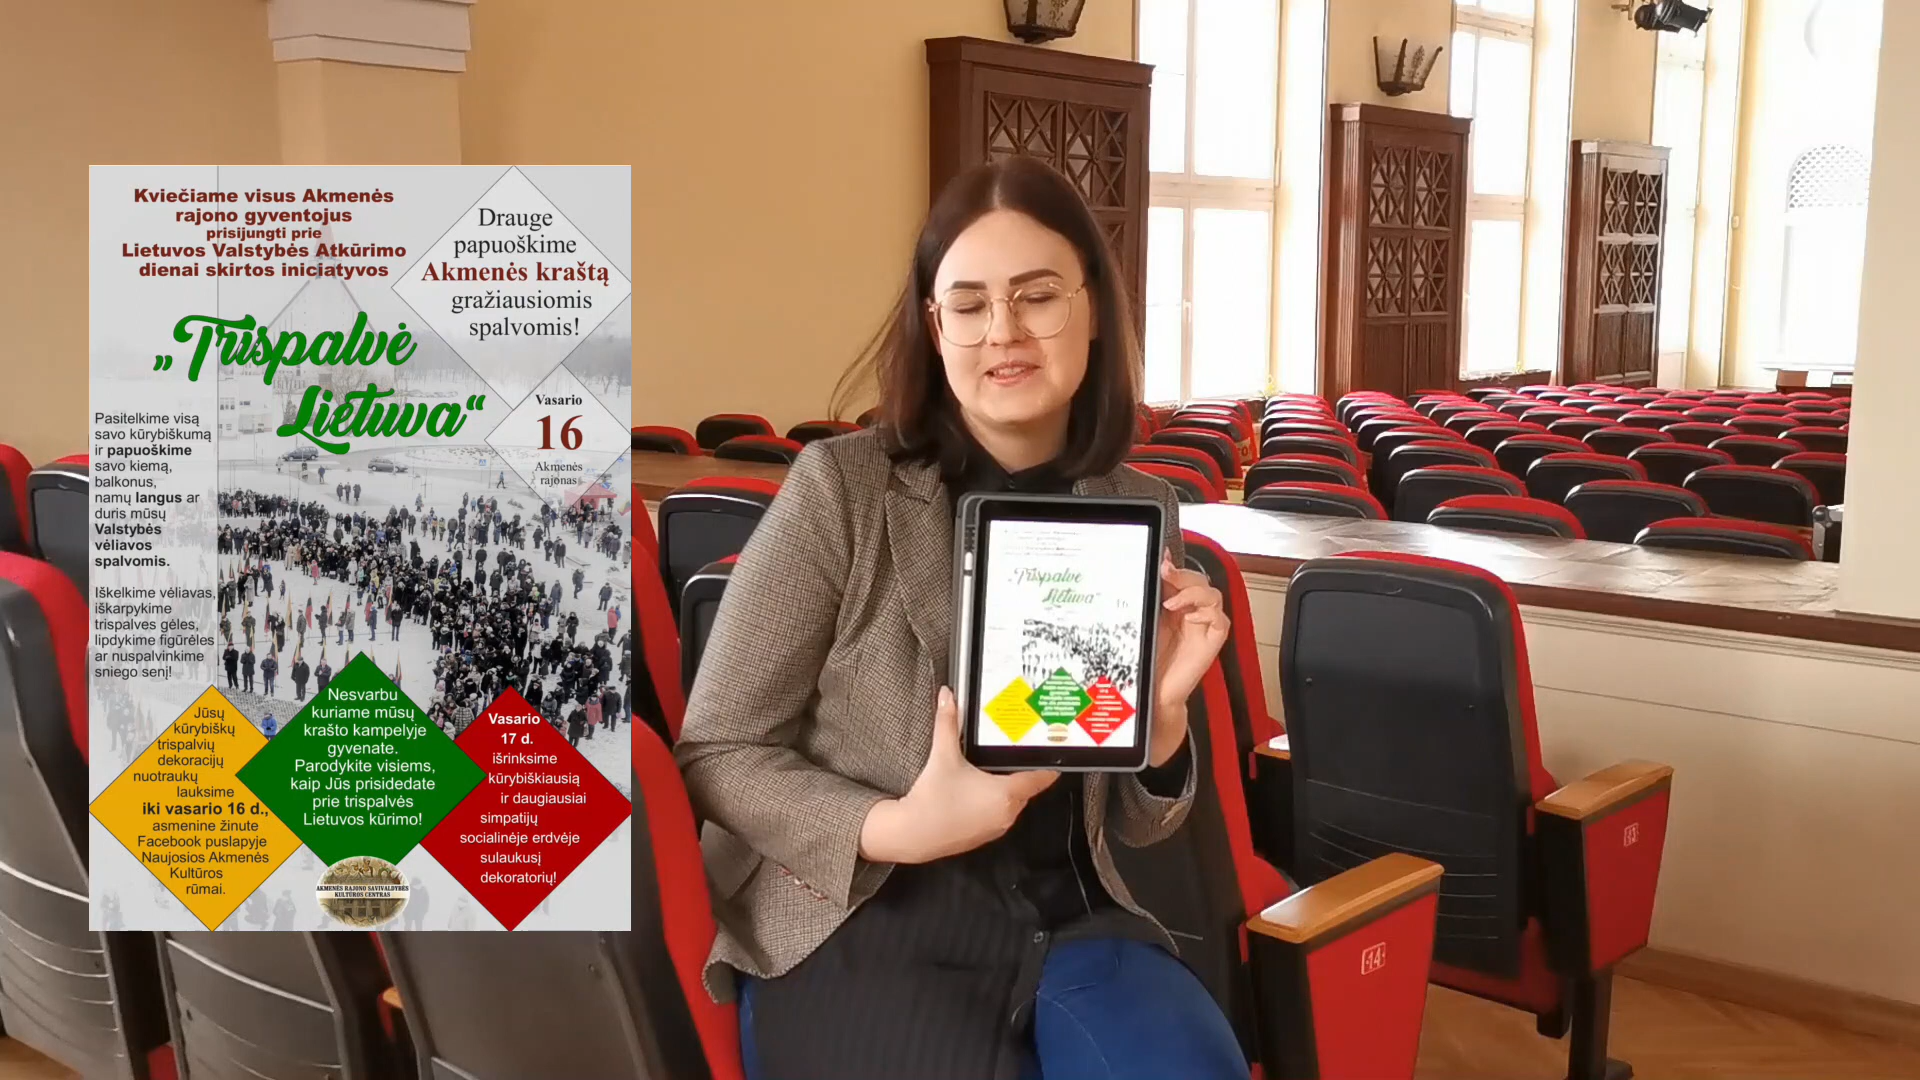 Kviečiame visus Akmenės
rajono gyventojus
prisijungti prie
Lietuvos Valstybės Atkūrimo
dienai skirtos iniciatyvos
Drauge
papuoškime
Akmenės kraštą
gražiausiomis
spalvomis!
„Trispalvė
Lietuva“
Vasario
16
Akmenės
rajonas
Pasitelkime visą
savo kūrybiškumą
ir papuoškime
savo kiemą,
balkonus,
namų langus ar
duris mūsų
Valstybės
vėliavos
spalvomis.
Iškelkime vėliavas,
iškarpykime
trispalves gėles,
lipdykime figūrėles
ar nuspalvinkime
sniego senį!
Jūsų
kūrybiškų
trispalvių
dekoracijų
nuotraukų
lauksime
iki vasario 16 d.,
asmenine žinute
Facebook puslapyje
Naujosios Akmenės
Kultūros
rūmai.
Nesvarbu
kuriame mūsų
krašto kampelyje
gyvenate.
Parodykite visiems,
kaip Jūs prisidedate
prie trispalvės
Lietuvos kūrimo!
Vasario
17 d.
išrinksime
kūrybiškiausią
ir daugiausiai
simpatijų
socialinėje erdvėje
sulaukusį
dekoratorių!
AKMENĖS RAJONO SAVIVALDYBĖS
KULTŪROS CENTRAS
„Trispalvė
Lietuva“
16
14